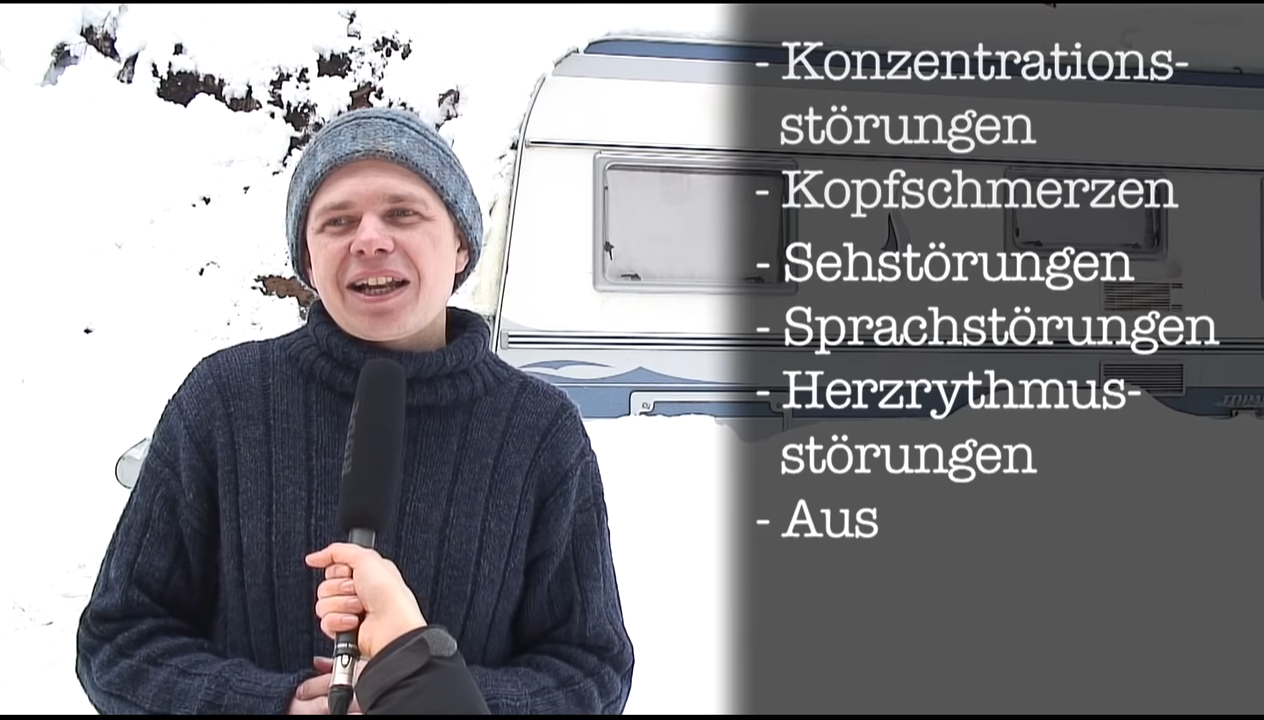 - Konzentrations-
störungen
- Kopfschmerzen
- Sehstörungen
- Sprachstörungen
- Herzrythmus-
störungen
- Aus